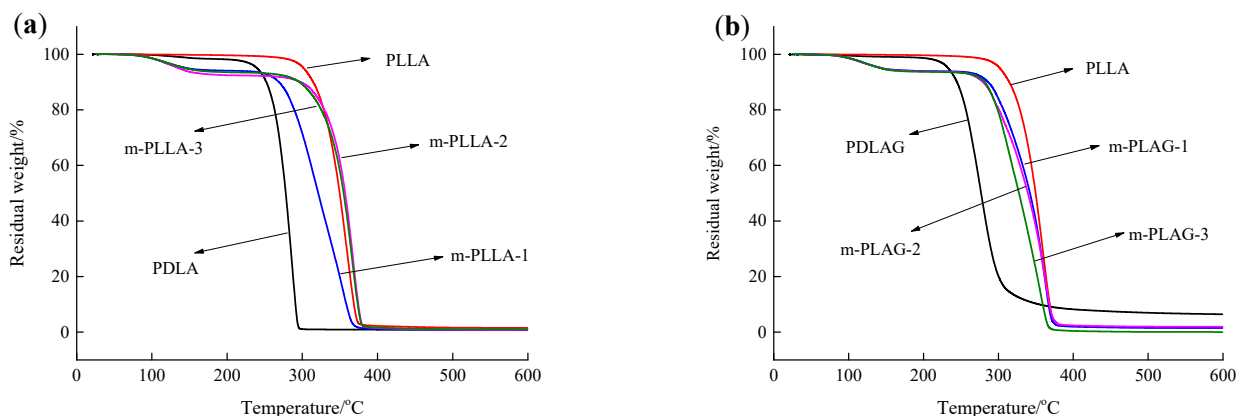 (a)
Residual weight/%
100
80
60
40
20
0
0 100 200 300 400 500 600
Temperature/°C
PLLA
m-PLLA-3
m-PLLA-2
PDLA
m-PLLA-1
(b)
Residual weight/%
100
80
60
40
20
0
0 100 200 300 400 500 600
Temperature/°C
PLLA
PDLAG
m-PLAG-1
m-PLAG-2
m-PLAG-3